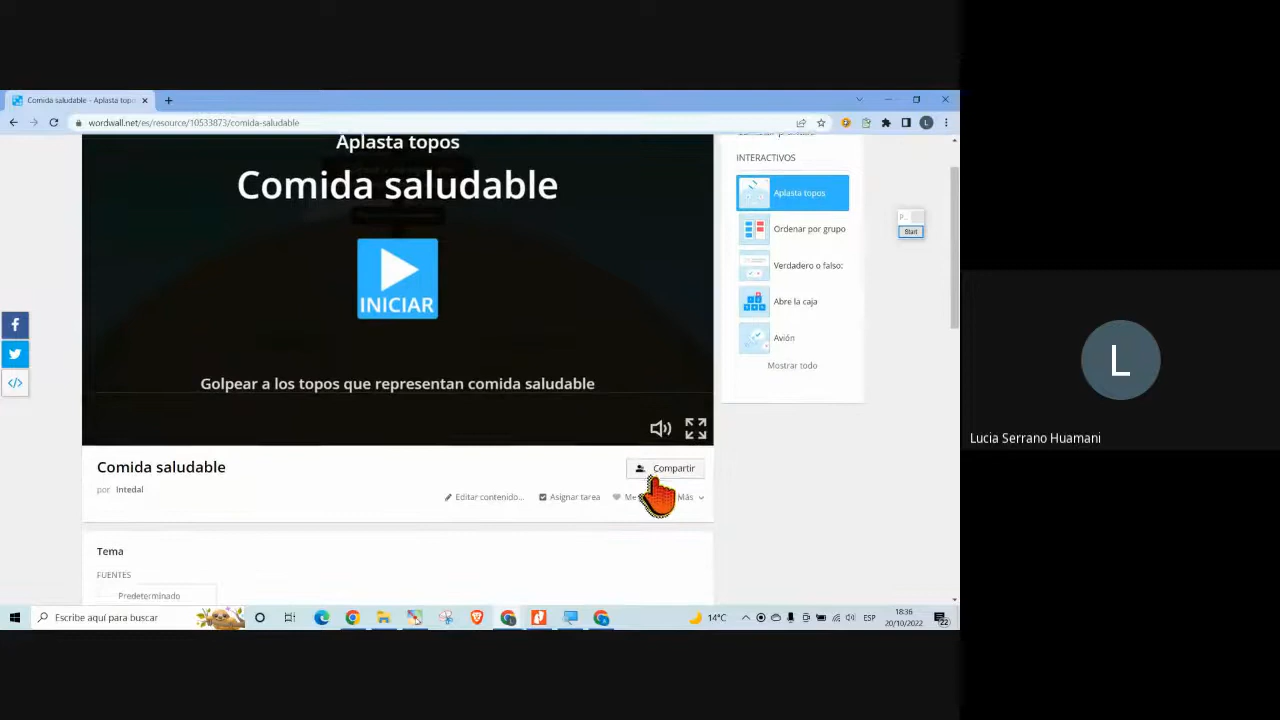 Comida saludable - Aplasta topo
wordwall.net/es/resource/10533873/comida-saludable
L
Aplasta topos
Comida saludable
INICIAR
Golpear a los topos que representan comida saludable
INTERACTIVOS
Aplasta topos
Ordenar por grupo
Verdadero o falso:
Abre la caja
Avión
Mostrar todo
P..
Start
Comida saludable
Compartir
por Intedal
Editar contenido...
Asignar tarea
Me
Más
Tema
FUENTES
Predeterminado
Escribe aquí para buscar
14°C
ESP
18:36
20/10/2022
22
L
Lucia Serrano Huamani